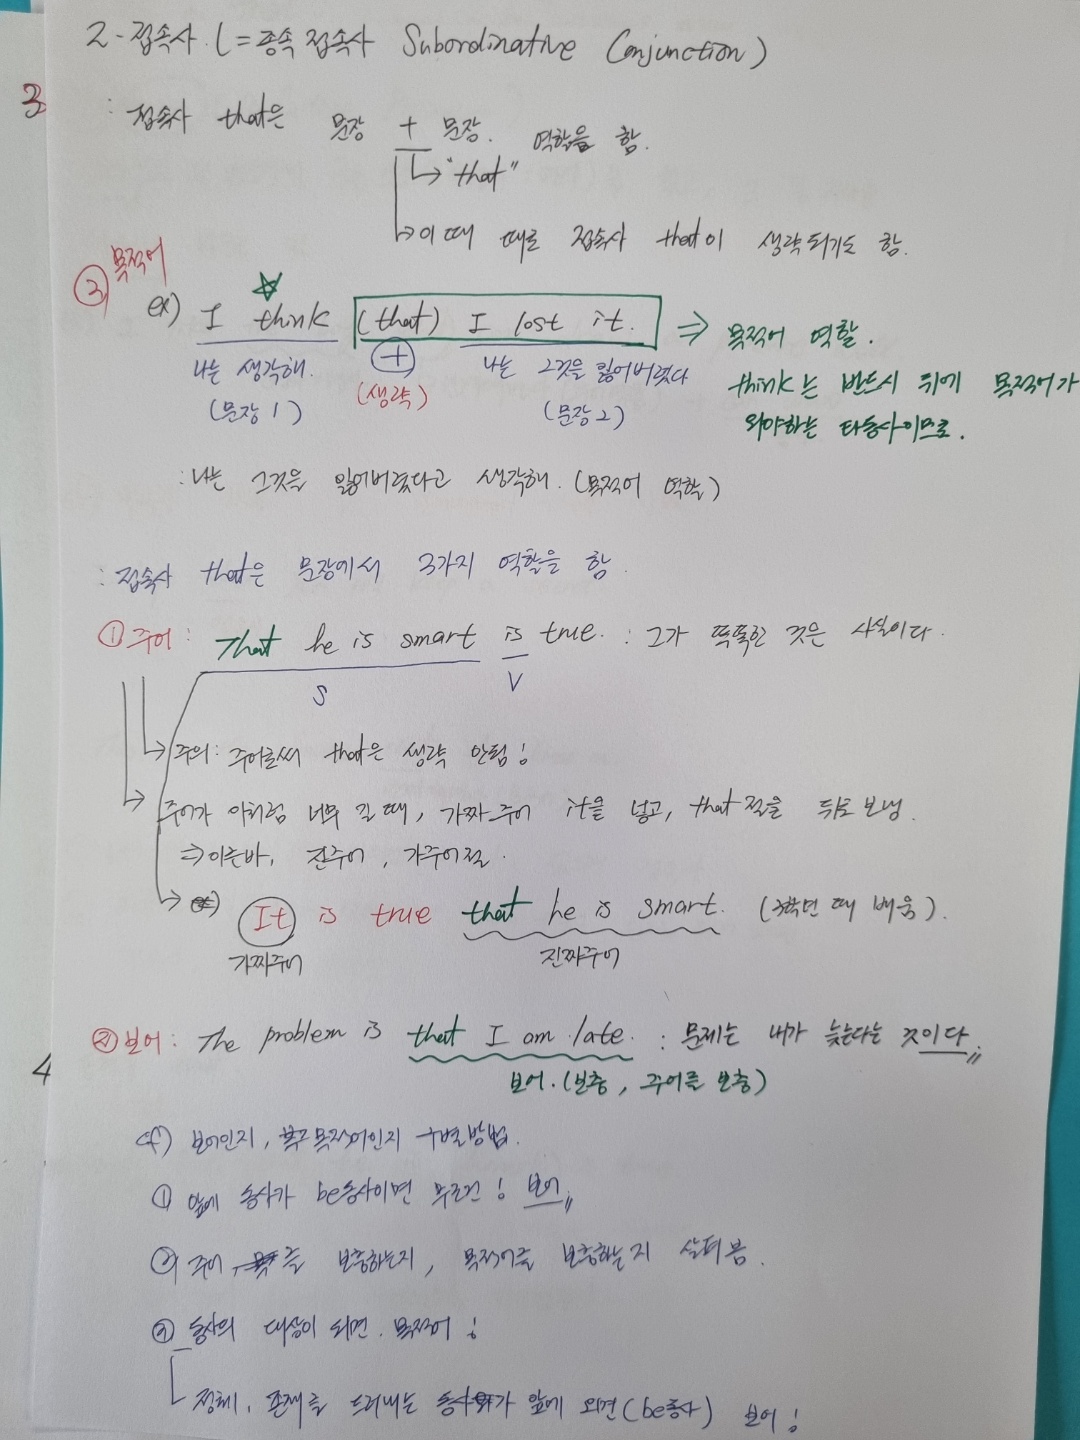 2-접속사. (=종속 접속사 Subordinative Conjunction)
3
: 접속사 that은 문장 + 문장. 역할을 함.
↳ "that"
↳ 이 때 때로 접속사 that이 생략되기도 함.
③ 목적어
ex) I think (that) I lost it. ⇒ 목적어 역할.
나는 생각해. + 나는 그것을 잃어버렸다
(문장 1) (생략) (문장 2)
think는 반드시 뒤에 목적어가
와야하는 타동사이므로.
: 나는 그것을 잃어버렸다고 생각해. (목적어 역할)
: 접속사 that은 문장에서 3가지 역할을 함.
① 주어 : That he is smart is true. : 그가 똑똑한 것은 사실이다.
S V
→ 주의: 주어로써 that은 생략 안됨!
→ 주어가 이처럼 너무 길 때, 가짜 주어 it을 넣고, that절을 뒤로 보냄.
⇒ 이른바, 진주어, 가주어절.
→ ex) It is true that he is smart. (3학년 때 배움).
가짜주어 진짜주어
② 보어 : The problem is that I am late. : 문제는 내가 늦는다는 것이다.
4
보어. (보충, 주어를 보충)
cf) 보어인지, 목적어인지 구별방법.
① 앞에 동사가 be동사이면 무조건! 보어
② 주어를 보충하는지, 목적어를 보충하는지 살펴봄.
③ 동사의 대상이 되면. 목적어!
정체, 존재를 드러내는 동사가 앞에 오면 (be동사) 보어!